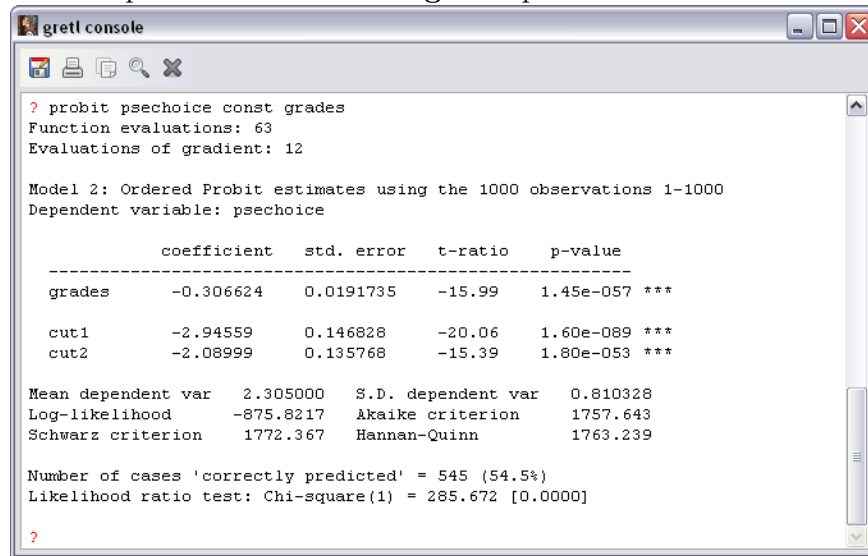 gretl console
? probit psechoice const grades
Function evaluations: 63
Evaluations of gradient: 12
Model 2: Ordered Probit estimates using the 1000 observations 1-1000
Dependent variable: psechoice
coefficient std. error t-ratio p-value
-----------------------------------------------------------
grades -0.306624 0.0191735 -15.99 1.45e-057 ***
cut1 -2.94559 0.146828 -20.06 1.60e-089 ***
cut2 -2.08999 0.135768 -15.39 1.80e-053 ***
Mean dependent var 2.305000 S.D. dependent var 0.810328
Log-likelihood -875.8217 Akaike criterion 1757.643
Schwarz criterion 1772.367 Hannan-Quinn 1763.239
Number of cases 'correctly predicted' = 545 (54.5%)
Likelihood ratio test: Chi-square(1) = 285.672 [0.0000]
?